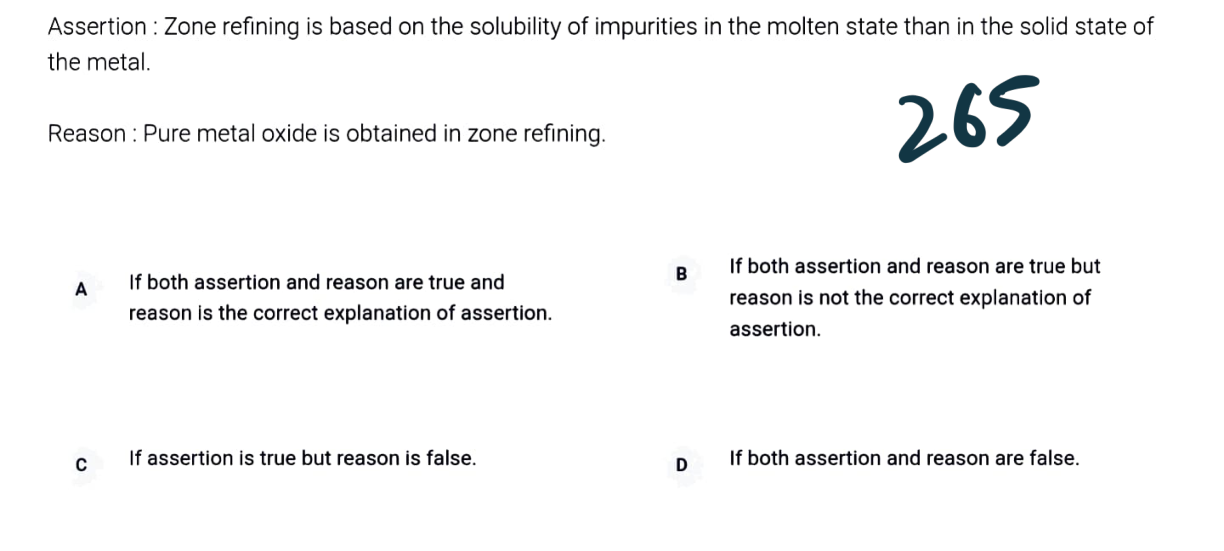 Assertion : Zone refining is based on the solubility of impurities in the molten state than in the solid state of
the metal.
265
Reason : Pure metal oxide is obtained in zone refining.
A
If both assertion and reason are true and
reason is the correct explanation of assertion.
B
If both assertion and reason are true but
reason is not the correct explanation of
assertion.
C
If assertion is true but reason is false.
D
If both assertion and reason are false.